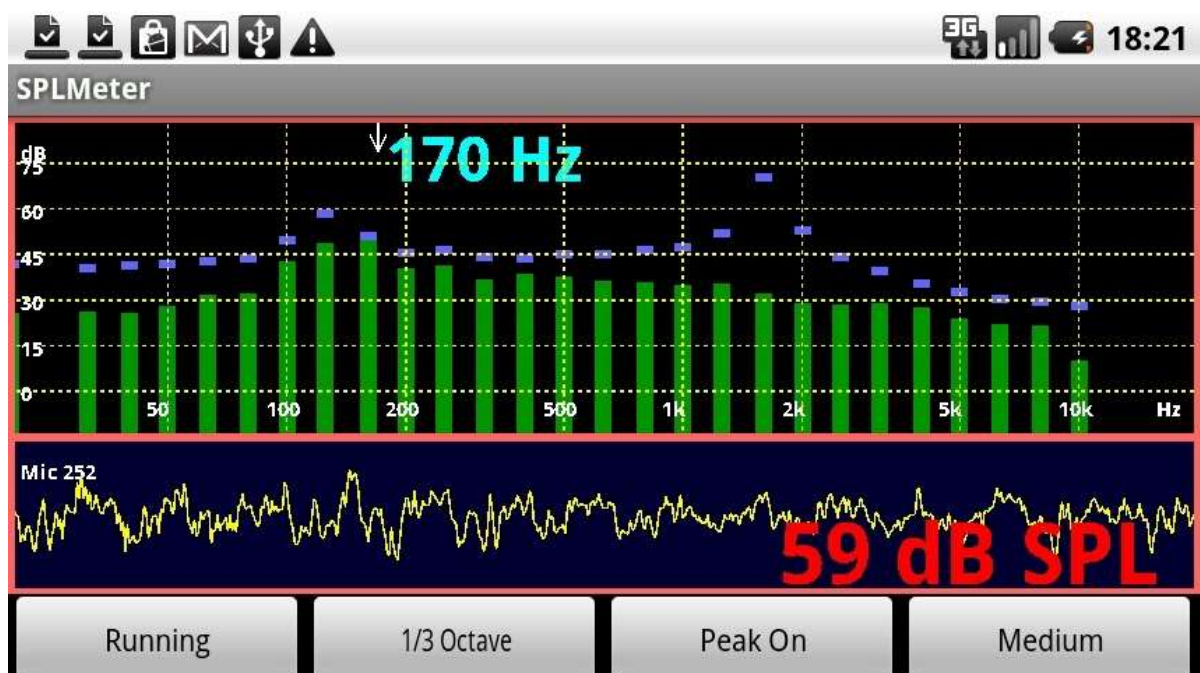 3G 18:21
SPLMeter
170 Hz
dB
75
60
45
30
15
0
50 100 200 500 1k 2k 5k 10k Hz
Mic 252
59 dB SPL
Running 1/3 Octave Peak On Medium